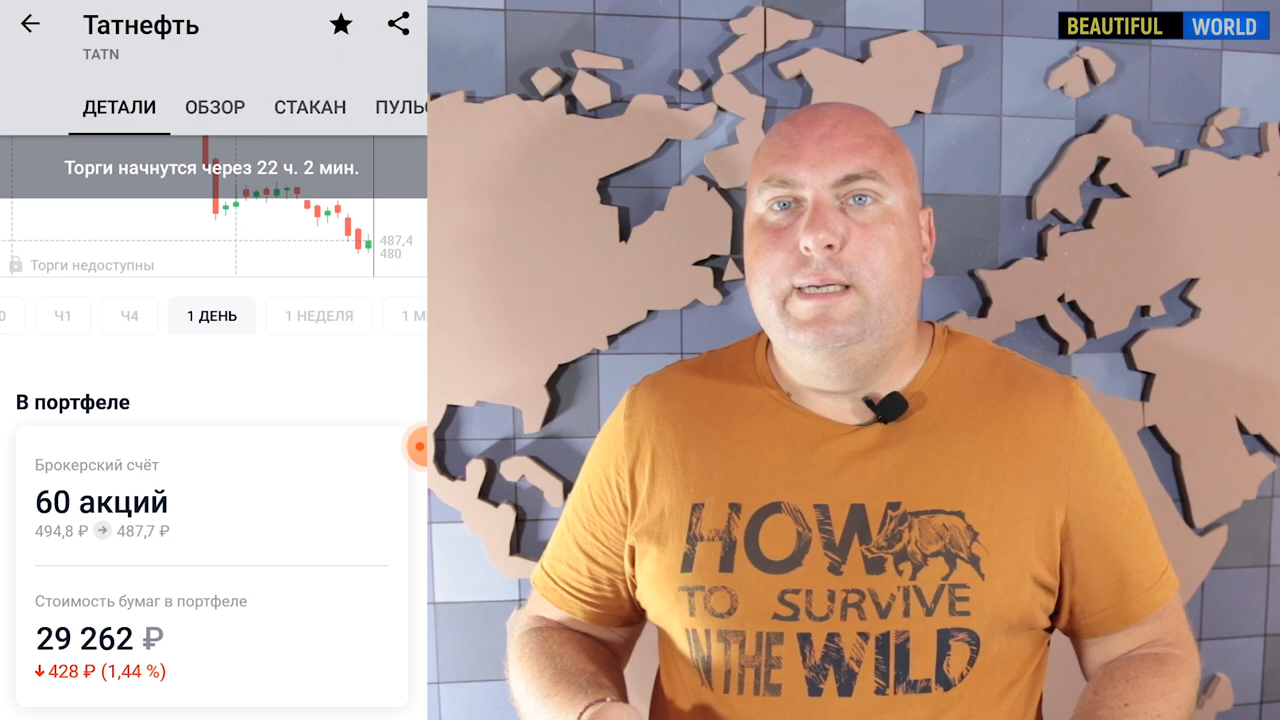 Татнефть
TATN
ДЕТАЛИ ОБЗОР СТАКАН ПУЛЬ
Торги начнутся через 22 ч. 2 мин.
487,4
480
Торги недоступны
Ч1 Ч4 1 ДЕНЬ 1 НЕДЕЛЯ 1 М
В портфеле
Брокерский счёт
60 акций
494,8 ₽ → 487,7 ₽
Стоимость бумаг в портфеле
29 262 ₽
428 ₽ (1,44 %)
BEAUTIFUL WORLD
HOW
TO SURVIVE
IN THE WILD